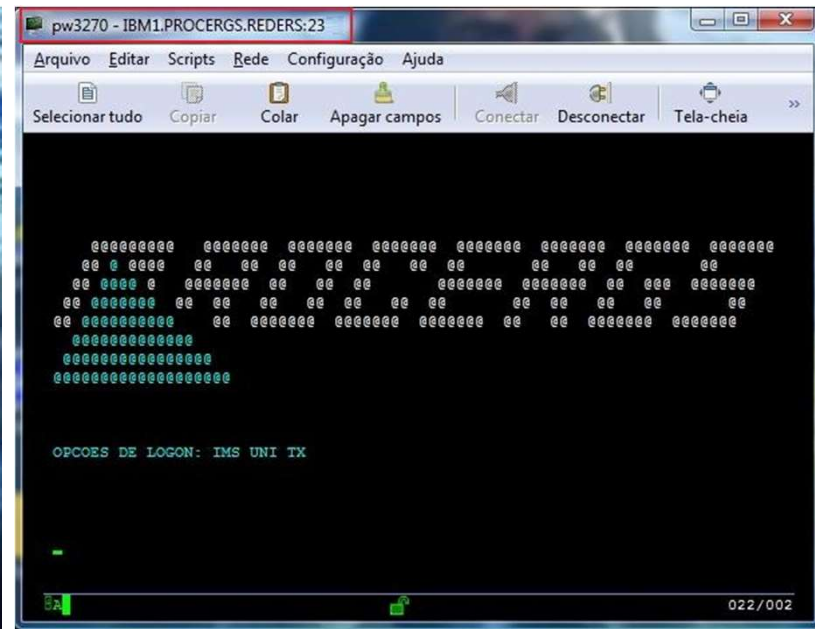 pw3270 - IBM1.PROCERGS.REDERS:23
Arquivo Editar Scripts Rede Configuração Ajuda
Selecionar tudo Copiar Colar Apagar campos Conectar Desconectar Tela-cheia »
PROCERGS
OPCOES DE LOGON: IMS UNI TX
A 022/002